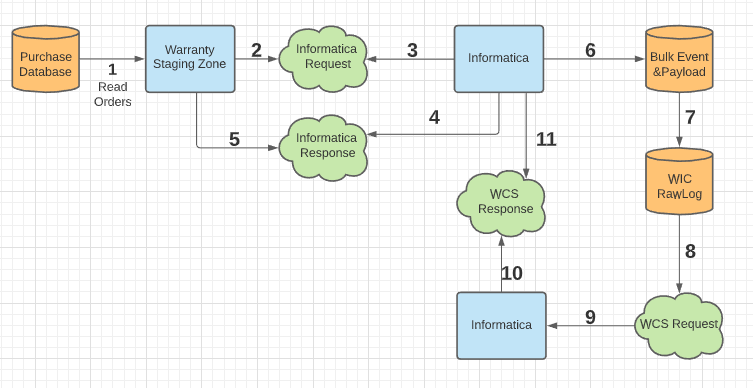 Purchase
Database
1
Read
Orders
Warranty
Staging Zone
2
Informatica
Request
3
Informatica
6
Bulk Event
&Payload
5
Informatica
Response
4
11
7
WIC
RawLog
WCS
Response
8
10
Informatica
9
WCS Request